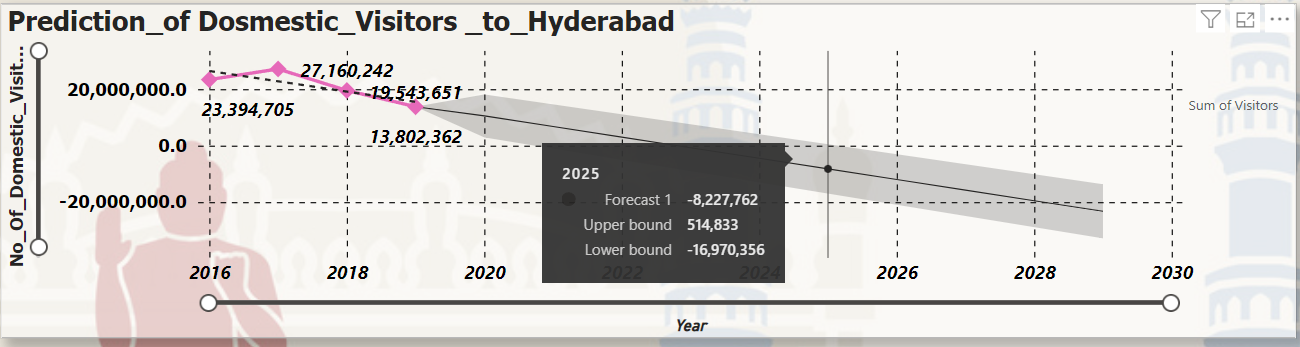 Prediction_of Dosmestic_Visitors _to_Hyderabad
No_Of_Domestic_Visit...
27,160,242
20,000,000.0
19,543,651
Sum of Visitors
23,394,705
13,802,362
0.0
2025
Forecast 1 -8,227,762
-20,000,000.0
Upper bound 514,833
Lower bound -16,970,356
2016 2018 2020 2022 2024 2026 2028 2030
Year